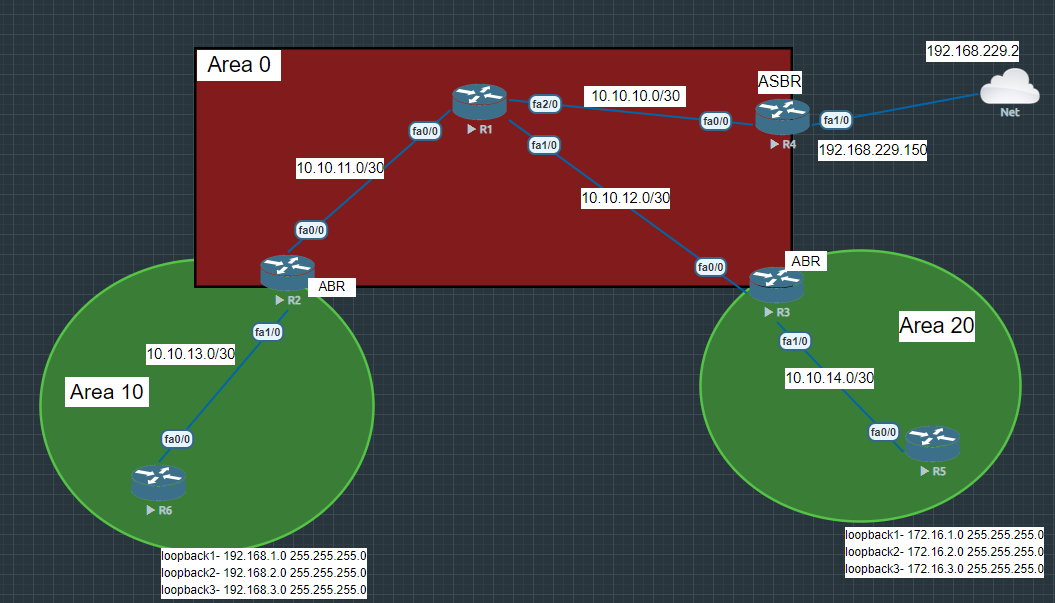 192.168.229.2
Area 0
ASBR
10.10.10.0/30
fa2/0
Net
R1
fa0/0
fa0/0
fa1/0
R4
fa1/0
192.168.229.150
10.10.11.0/30
10.10.12.0/30
fa0/0
ABR
fa0/0
R2
ABR
R3
fa1/0
Area 20
fa1/0
10.10.13.0/30
10.10.14.0/30
Area 10
fa0/0
fa0/0
R5
R6
loopback1- 192.168.1.0 255.255.255.0
loopback2- 192.168.2.0 255.255.255.0
loopback3- 192.168.3.0 255.255.255.0
loopback1- 172.16.1.0 255.255.255.0
loopback2- 172.16.2.0 255.255.255.0
loopback3- 172.16.3.0 255.255.255.0